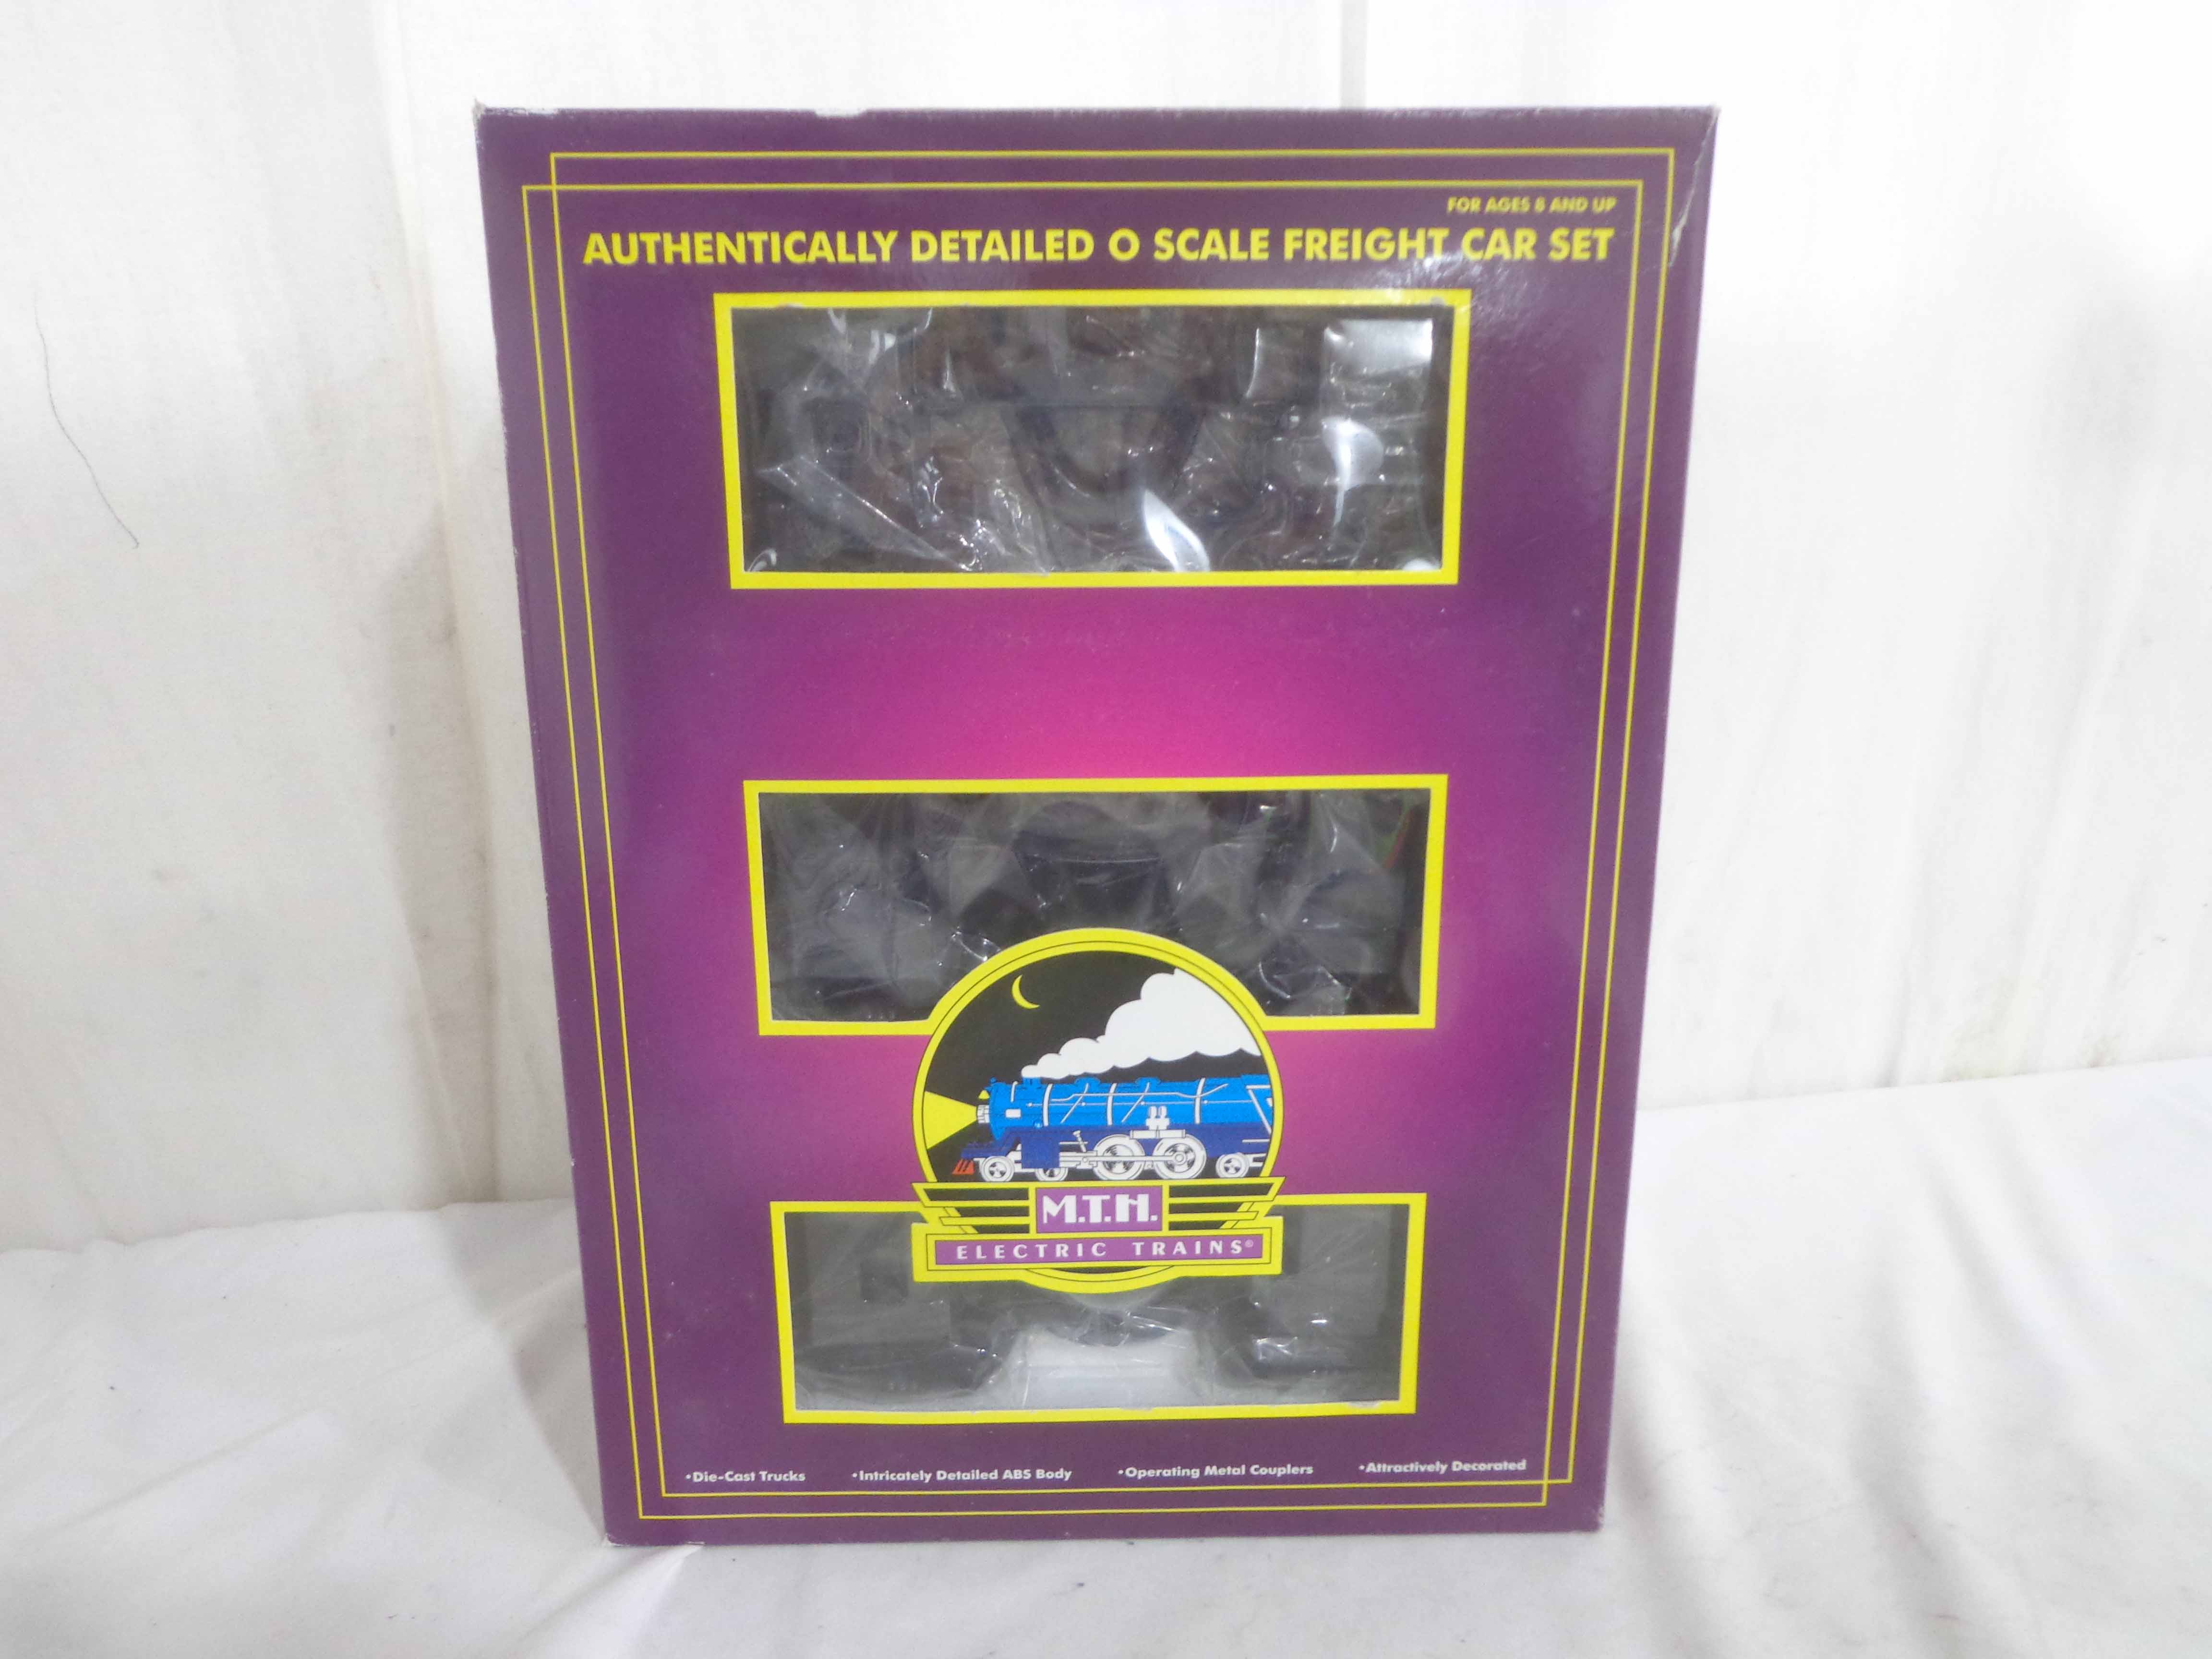 FOR AGES 8 AND UP
AUTHENTICALLY DETAILED O SCALE FREIGHT CAR SET
M.T.H.
ELECTRIC TRAINS®
•Die-Cast Trucks •Intricately Detailed ABS Body •Operating Metal Couplers •Attractively Decorated